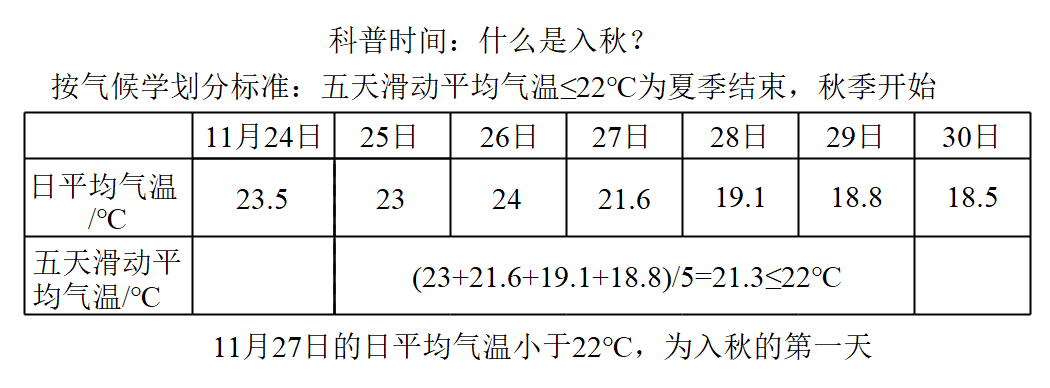 科普时间：什么是入秋？
按气候学划分标准：五天滑动平均气温≤22℃为夏季结束，秋季开始
11月24日 25日 26日 27日 28日 29日 30日
日平均气温/℃ 23.5 23 24 21.6 19.1 18.8 18.5
五天滑动平均气温/℃ (23+21.6+19.1+18.8)/5=21.3≤22℃
11月27日的日平均气温小于22℃，为入秋的第一天